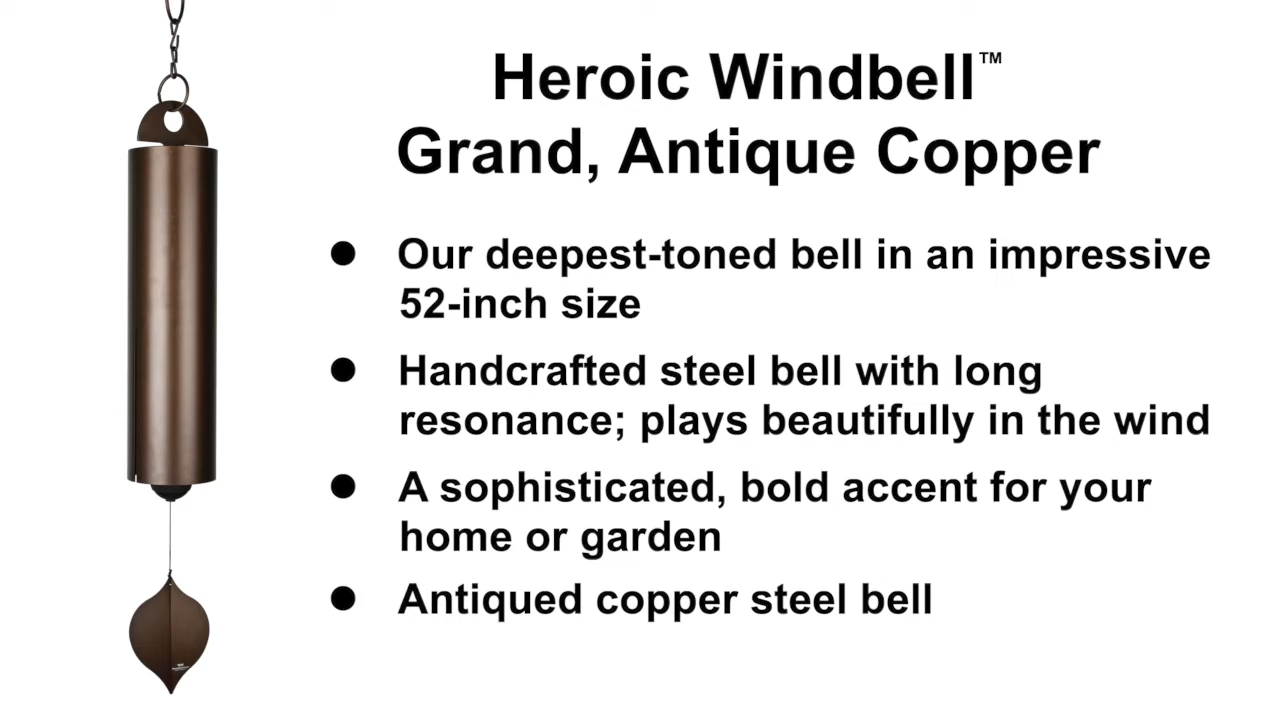 Heroic Windbell™
Grand, Antique Copper
● Our deepest-toned bell in an impressive
52-inch size
● Handcrafted steel bell with long
resonance; plays beautifully in the wind
● A sophisticated, bold accent for your
home or garden
● Antiqued copper steel bell